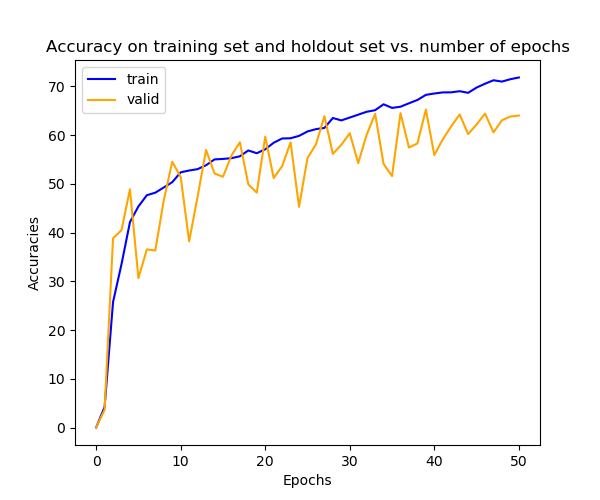 Accuracy on training set and holdout set vs. number of epochs
train
valid
70
60
50
40
30
20
10
0
Accuracies
0 10 20 30 40 50
Epochs